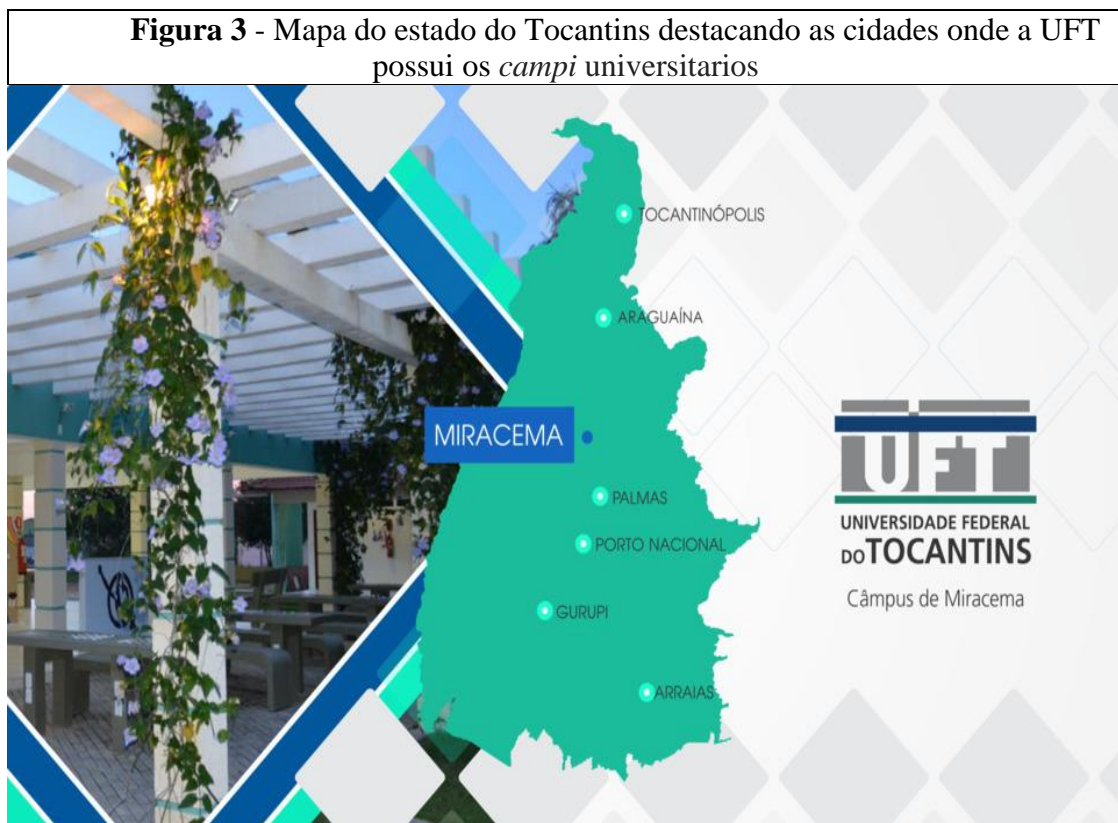 Figura 3 - Mapa do estado do Tocantins destacando as cidades onde a UFT
possui os campi universitarios
TOCANTINÓPOLIS
ARAGUAÍNA
MIRACEMA
PALMAS
PORTO NACIONAL
GURUPI
ARRAIAS
UFT
UNIVERSIDADE FEDERAL
DO TOCANTINS
Câmpus de Miracema